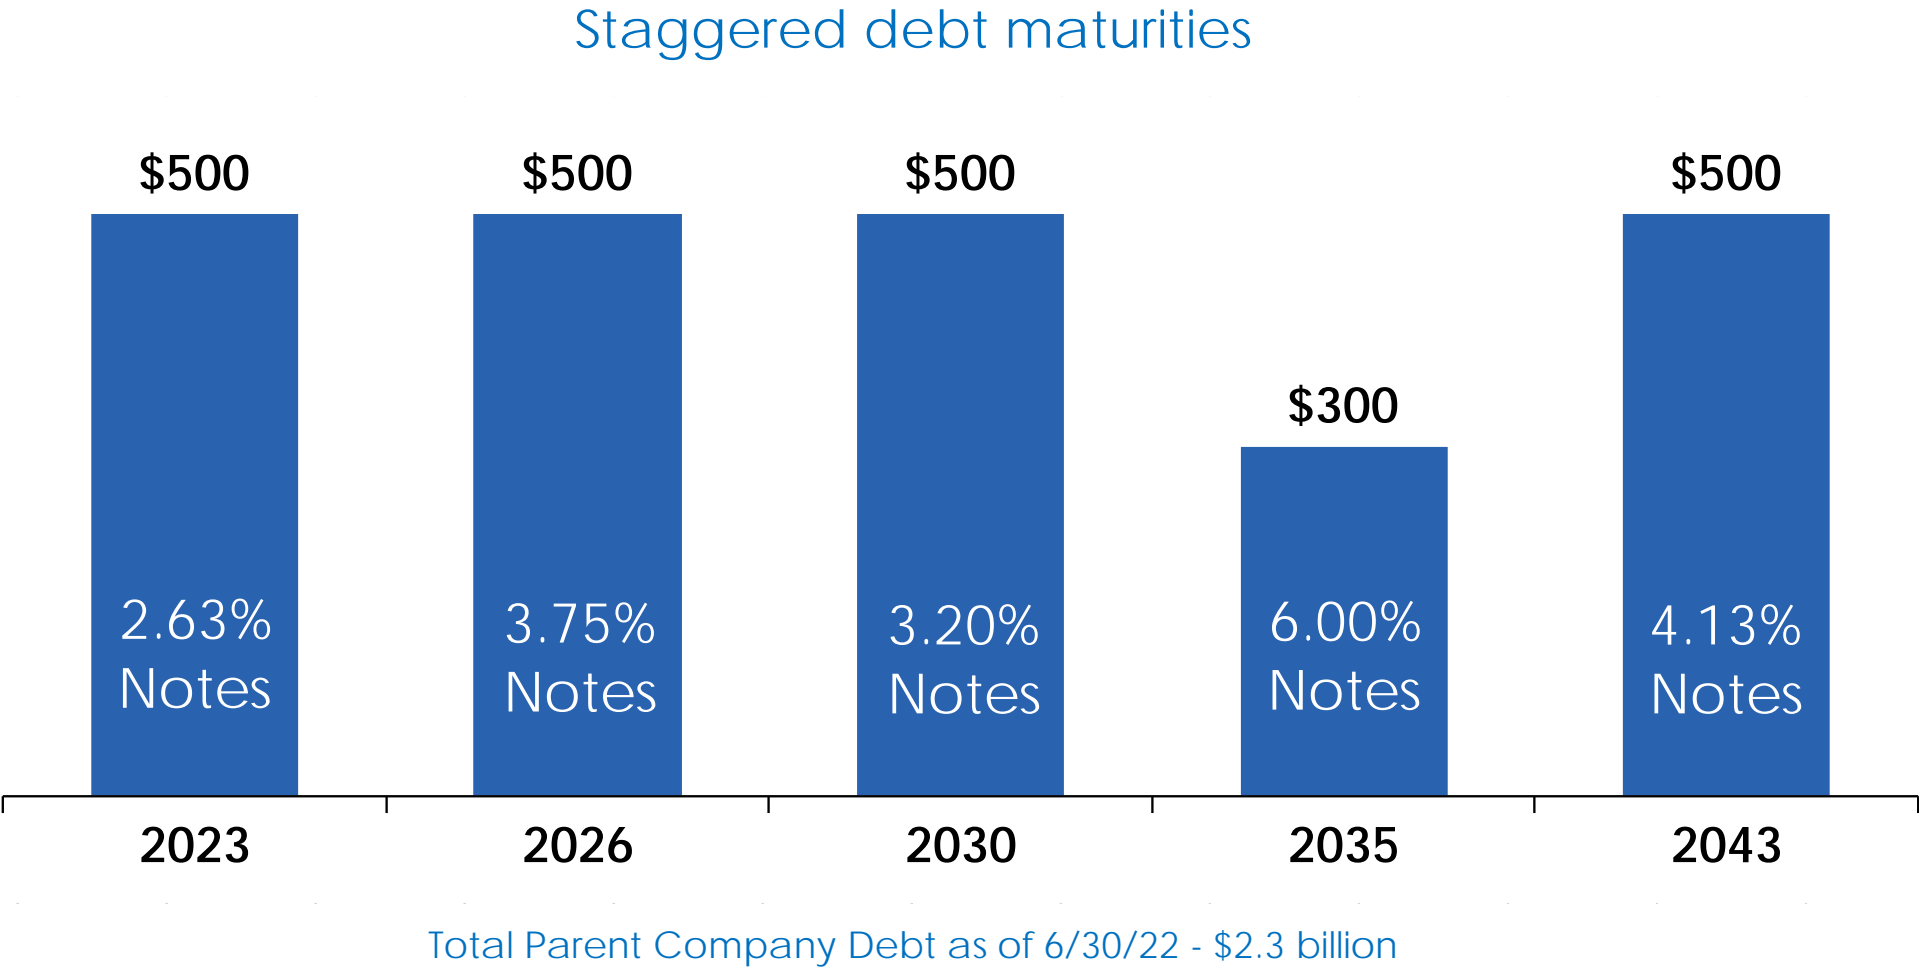 Staggered debt maturities
$500 $500 $500 $500
$300
2.63% 3.75% 3.20% 6.00% 4.13%
Notes Notes Notes Notes Notes
2023 2026 2030 2035 2043
Total Parent Company Debt as of 6/30/22 - $2.3 billion